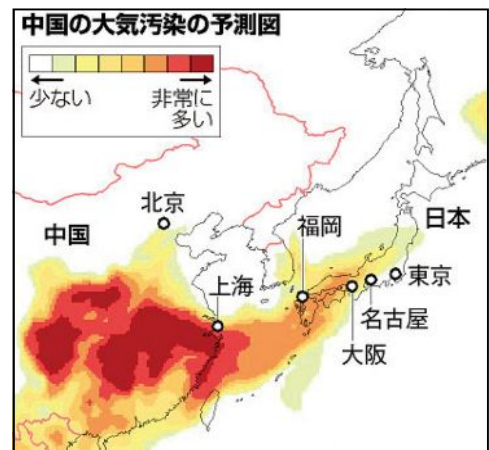 中国の大気汚染の予測図
少ない
非常に
多い
北京
中国
福岡
日本
上海
東京
名古屋
大阪